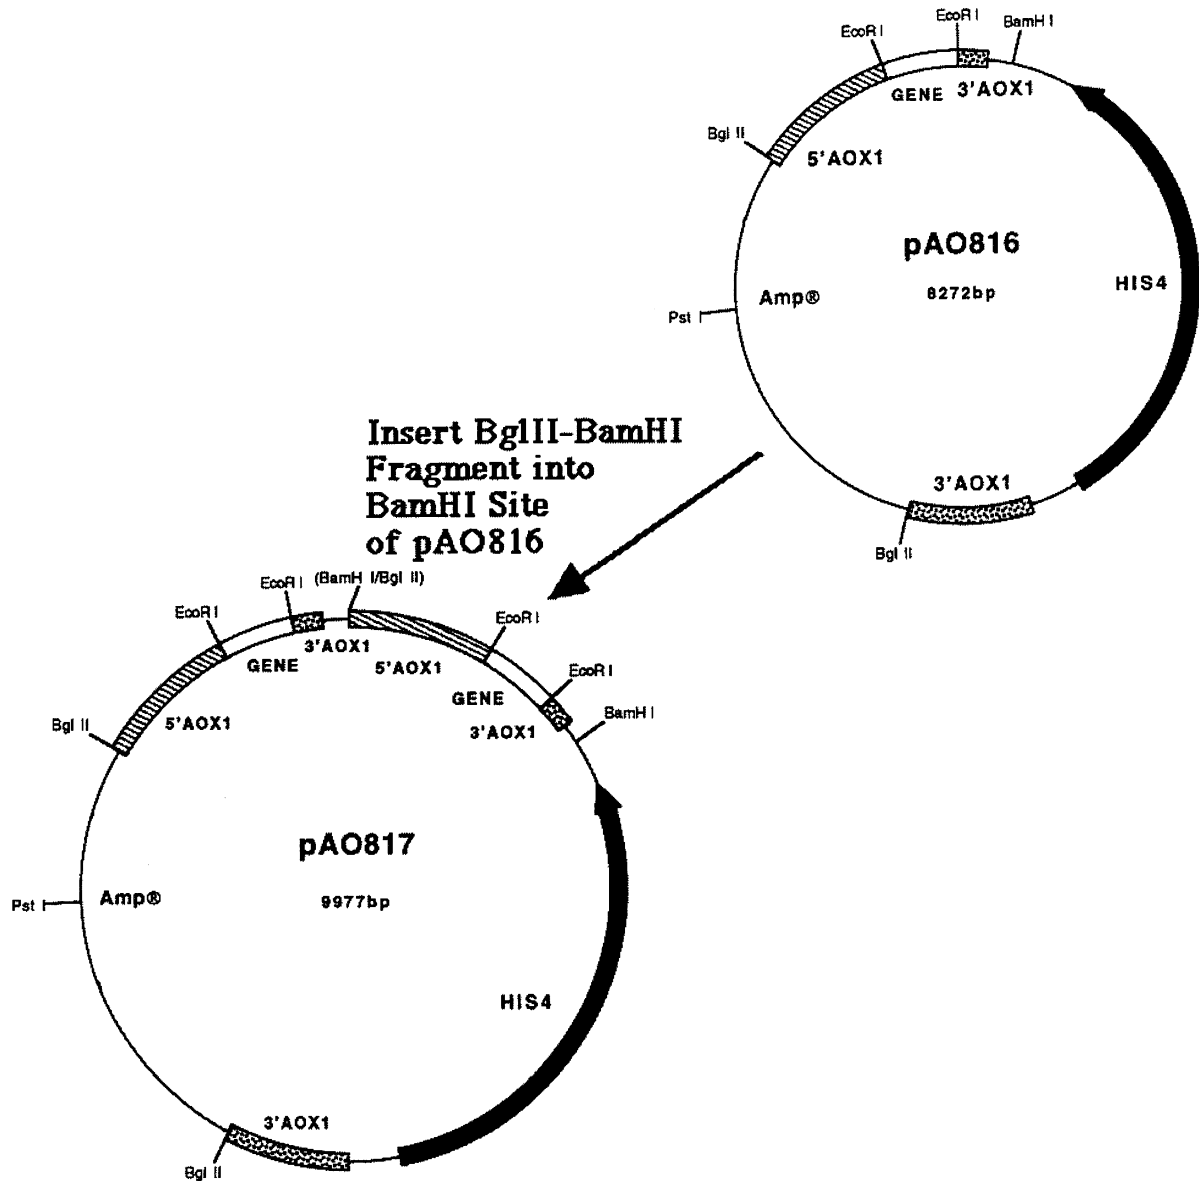 EcoR I
EcoR I
BamH I
GENE
3'AOX1
Bgl II
5'AOX1
pAO816
8272bp
HIS4
Amp®
Pst I
3'AOX1
Bgl II
Insert BglII-BamHI
Fragment into
BamHI Site
of pAO816
EcoR I
EcoR I
(BamH I/Bgl II)
EcoR I
EcoR I
BamH I
GENE
3'AOX1
5'AOX1
GENE
3'AOX1
Bgl II
5'AOX1
pAO817
9977bp
Amp®
Pst I
HIS4
3'AOX1
Bgl II